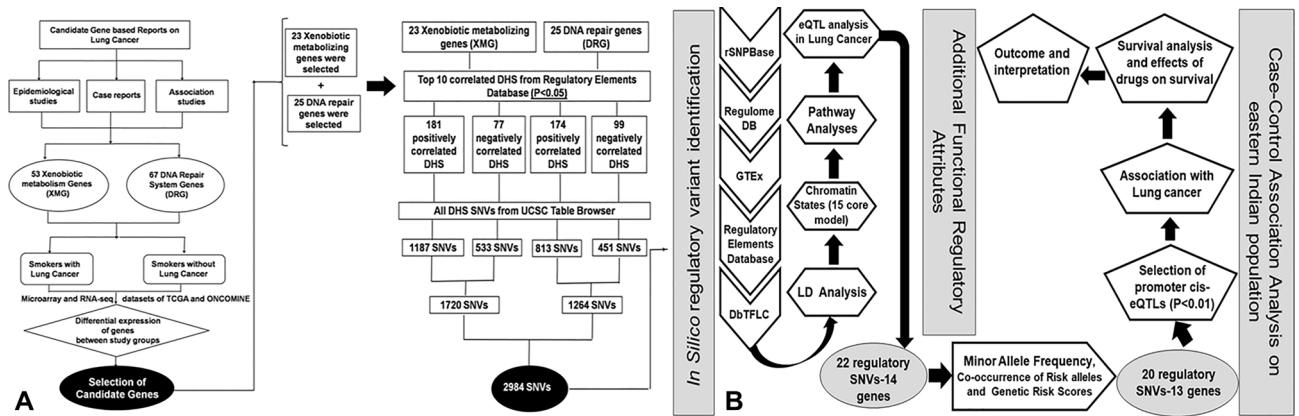 Candidate Gene based Reports on
Lung Cancer
Epidemiological
studies
Case reports
Association
studies
53 Xenobiotic
metabolism Genes
(XMG)
67 DNA Repair
System Genes
(DRG)
Smokers with
Lung Cancer
Smokers without
Lung Cancer
Microarray and RNA-seq datasets of TCGA and ONCOMINE
Differential expression
of genes
between study groups
Selection of
Candidate Genes
A
23 Xenobiotic
metabolizing
genes were
selected
+
25 DNA repair
genes were
selected
23 Xenobiotic metabolizing
genes (XMG)
25 DNA repair genes
(DRG)
Top 10 correlated DHS from Regulatory Elements
Database (P<0.05)
181
positively
correlated
DHS
77
negatively
correlated
DHS
174
positively
correlated
DHS
99
negatively
correlated
DHS
All DHS SNVs from UCSC Table Browser
1187 SNVs
533 SNVs
813 SNVs
451 SNVs
1720 SNVs
1264 SNVs
2984 SNVs
In Silico regulatory variant identification
B
rSNPBase
Regulome
DB
GTEx
Regulatory
Elements
Database
DbTFLC
eQTL analysis
in Lung Cancer
Pathway
Analyses
Chromatin
States (15 core
model)
LD Analysis
22 regulatory
SNVs-14
genes
Additional Functional Regulatory
Attributes
Minor Allele Frequency,
Co-occurrence of Risk alleles
and Genetic Risk Scores
20 regulatory
SNVs-13 genes
Outcome and
interpretation
Survival analysis
and effects of
drugs on survival
Association with
Lung cancer
Selection of
promoter cis-
eQTLs (P<0.01)
Case-Control Association Analysis on
eastern Indian population